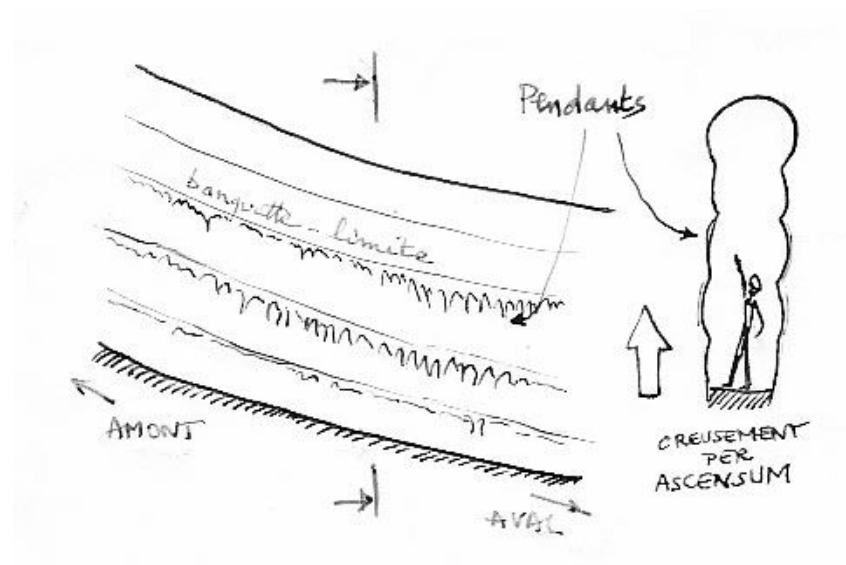 Pendants
banquette - limite
AMONT
AVAL
CREUSEMENT
PER
ASCENSUM